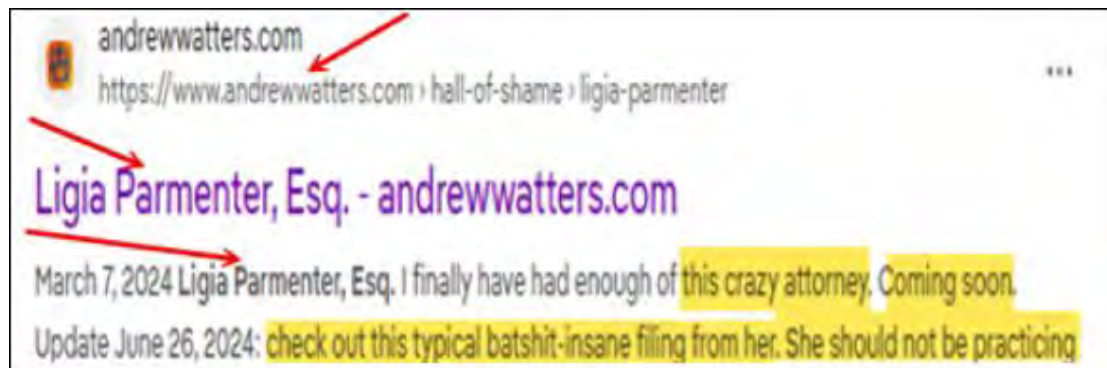 andrewwatters.com
https://www.andrewwatters.com › hall-of-shame › ligia-parmenter
Ligia Parmenter, Esq. - andrewwatters.com
March 7, 2024 Ligia Parmenter, Esq. I finally have had enough of this crazy attorney. Coming soon.
Update June 26, 2024: check out this typical batshit-insane filing from her. She should not be practicing